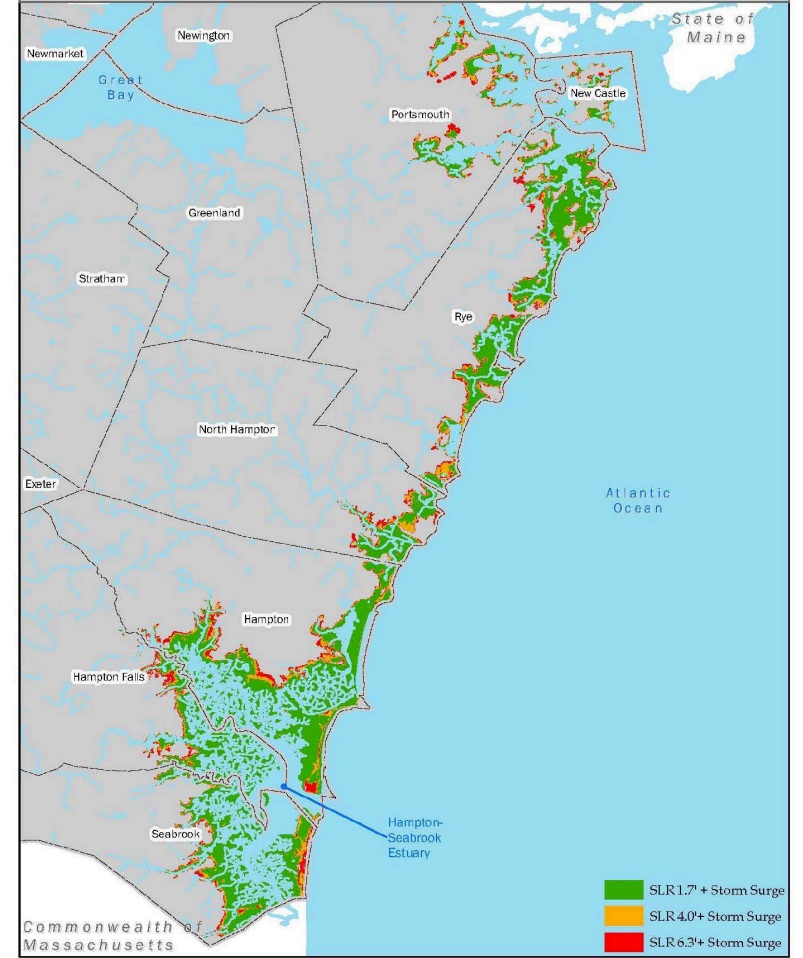 State of
Maine
Newington
Newmarket
Great
Bay
New Castle
Portsmouth
Greenland
Stratham
Rye
North Hampton
Exeter
Atlantic
Ocean
Hampton
Hampton Falls
Hampton-
Seabrook
Estuary
Seabrook
SLR 1.7' + Storm Surge
SLR 4.0'+ Storm Surge
SLR 6.3'+ Storm Surge
Commonwealth of
Massachusetts